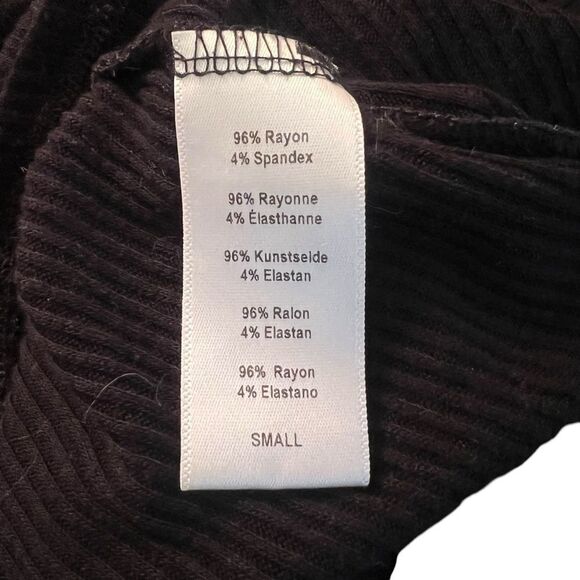 96% Rayon
4% Spandex
96% Rayonne
4% Élasthanne
96% Kunstseide
4% Elastan
96% Ralon
4% Elastan
96% Rayon
4% Elastano
SMALL